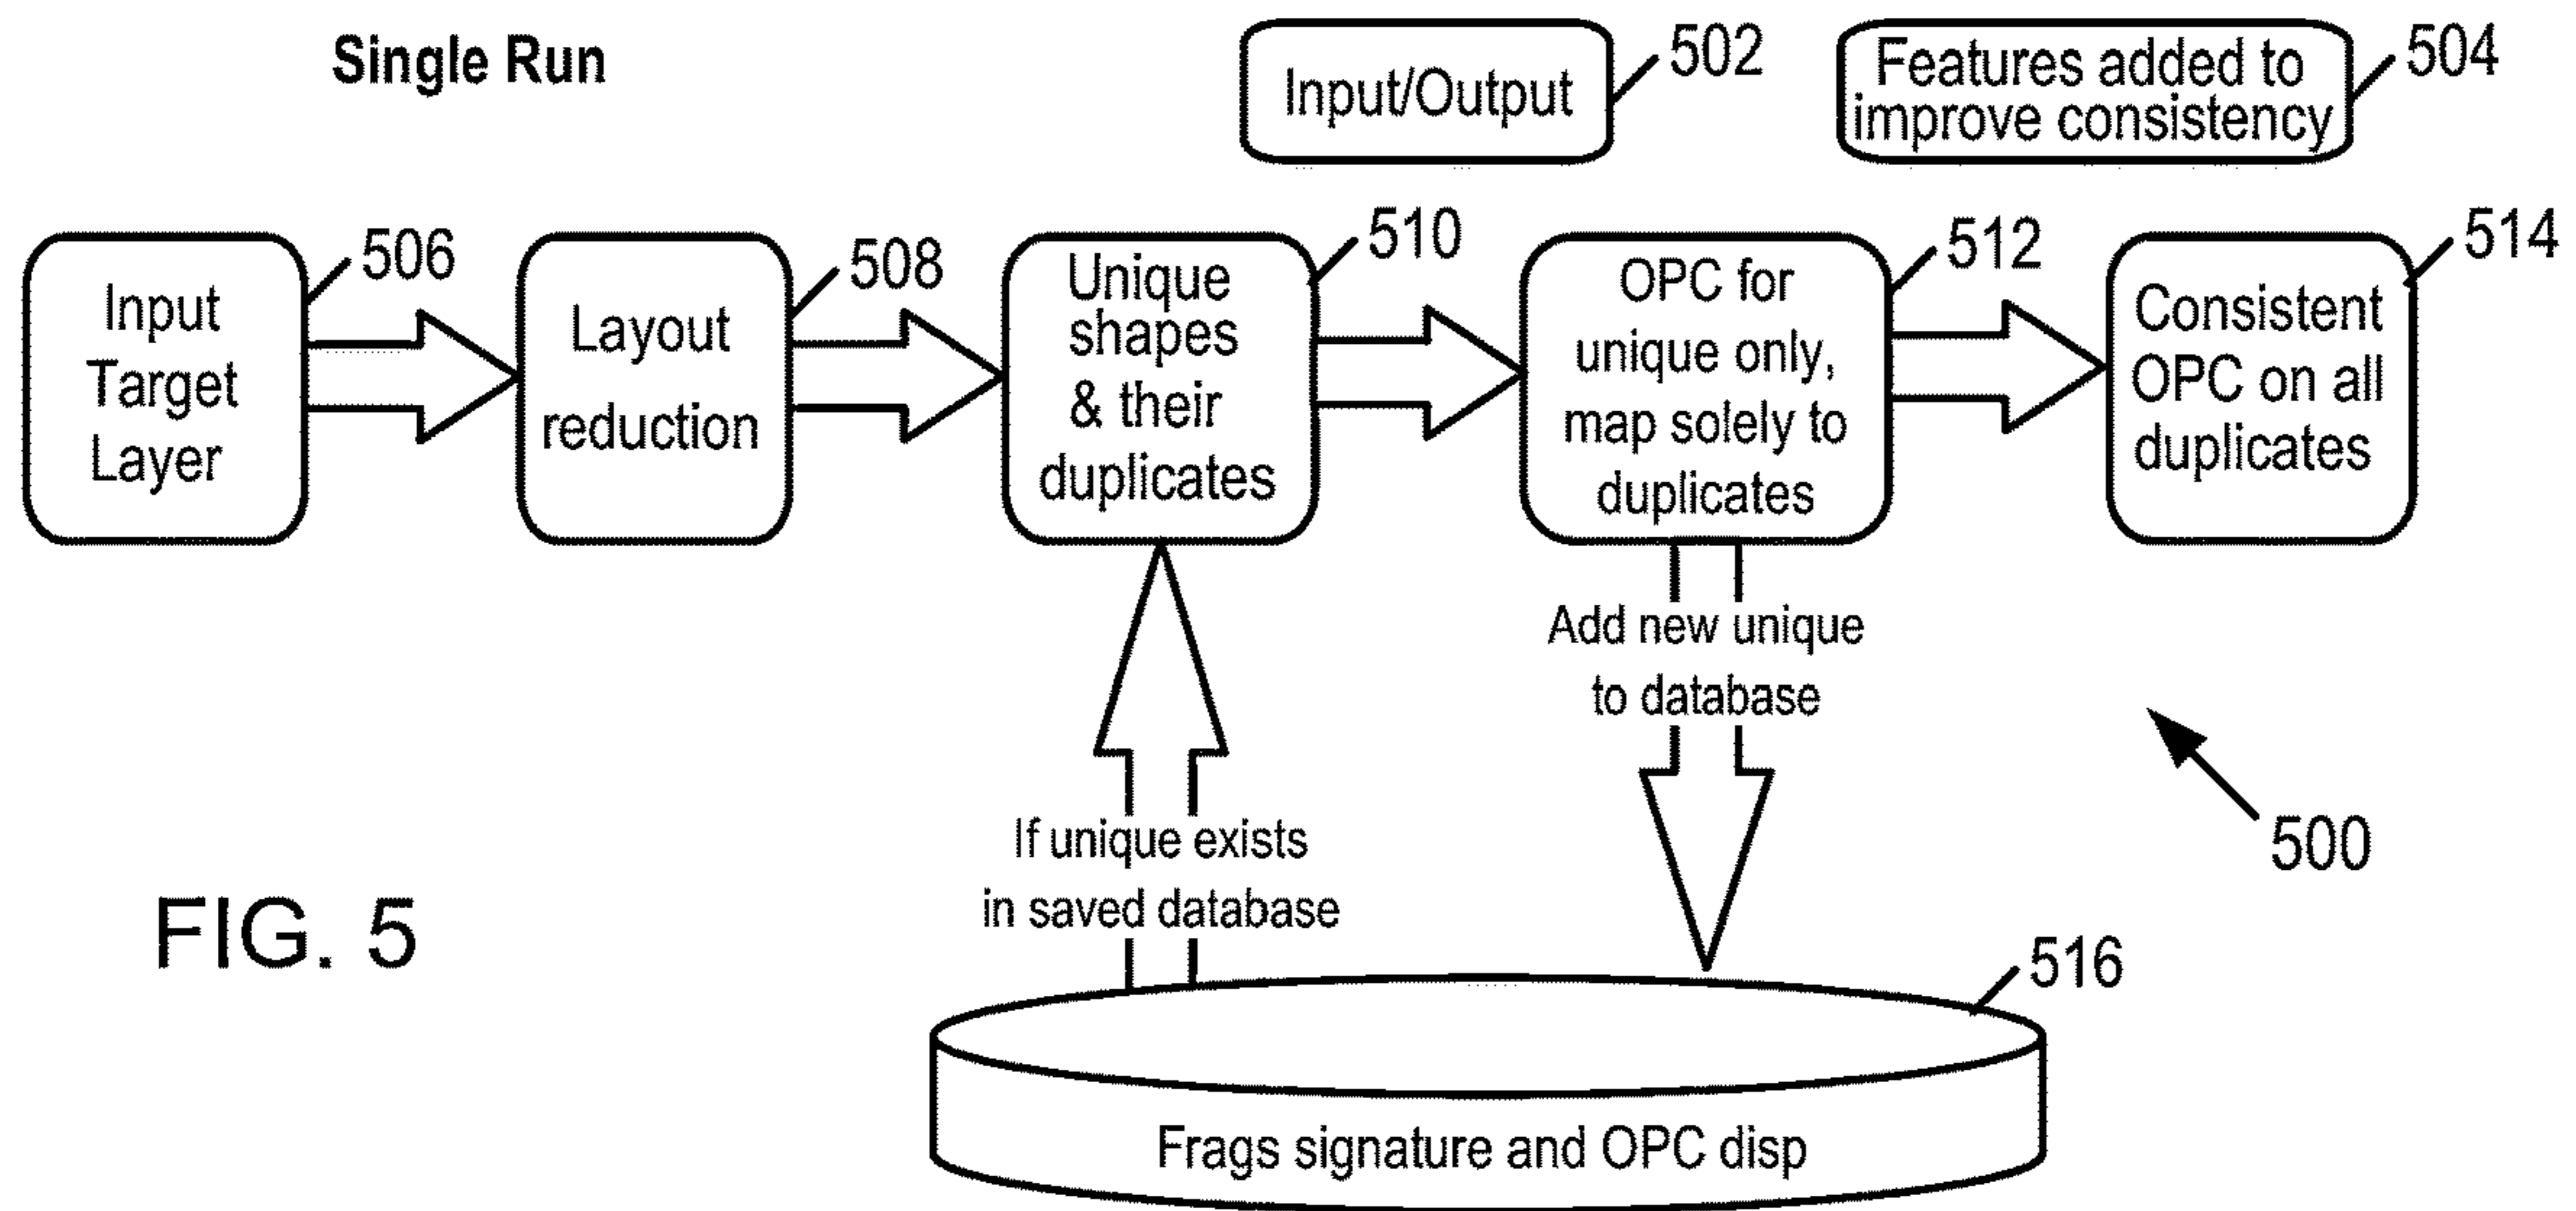 Single Run
Input/Output
502
Features added to
improve consistency
504
Input
Target
Layer
506
Layout
reduction
508
Unique
shapes
& their
duplicates
510
OPC for
unique only,
map solely to
duplicates
512
Consistent
OPC on all
duplicates
514
Add new unique
to database
If unique exists
in saved database
500
FIG. 5
516
Frags signature and OPC disp